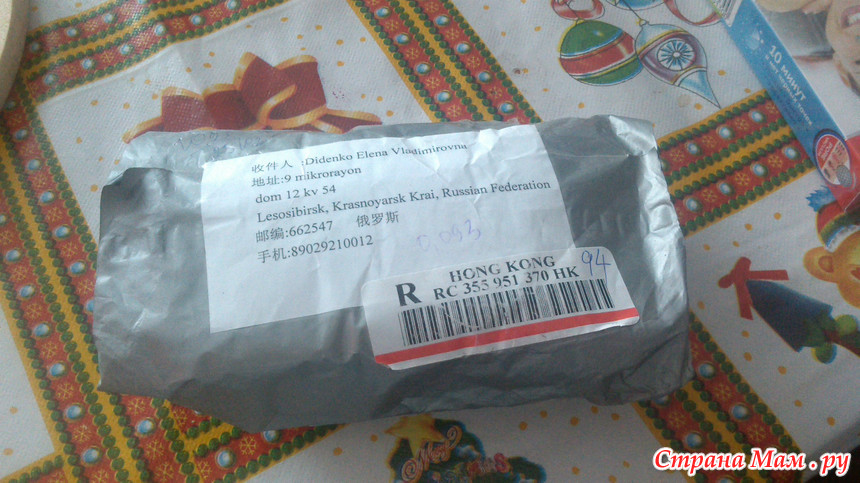 10 МИНУТ
收件人 :Didenko Elena Vladimirovna
地址:9 mikrorayon
dom 12 kv 54
Lesosibirsk, Krasnoyarsk Krai, Russian Federation
邮编:662547 俄罗斯
手机:89029210012
HONG KONG 94
R RC 355 951 370 HK
Страна Мам.ру